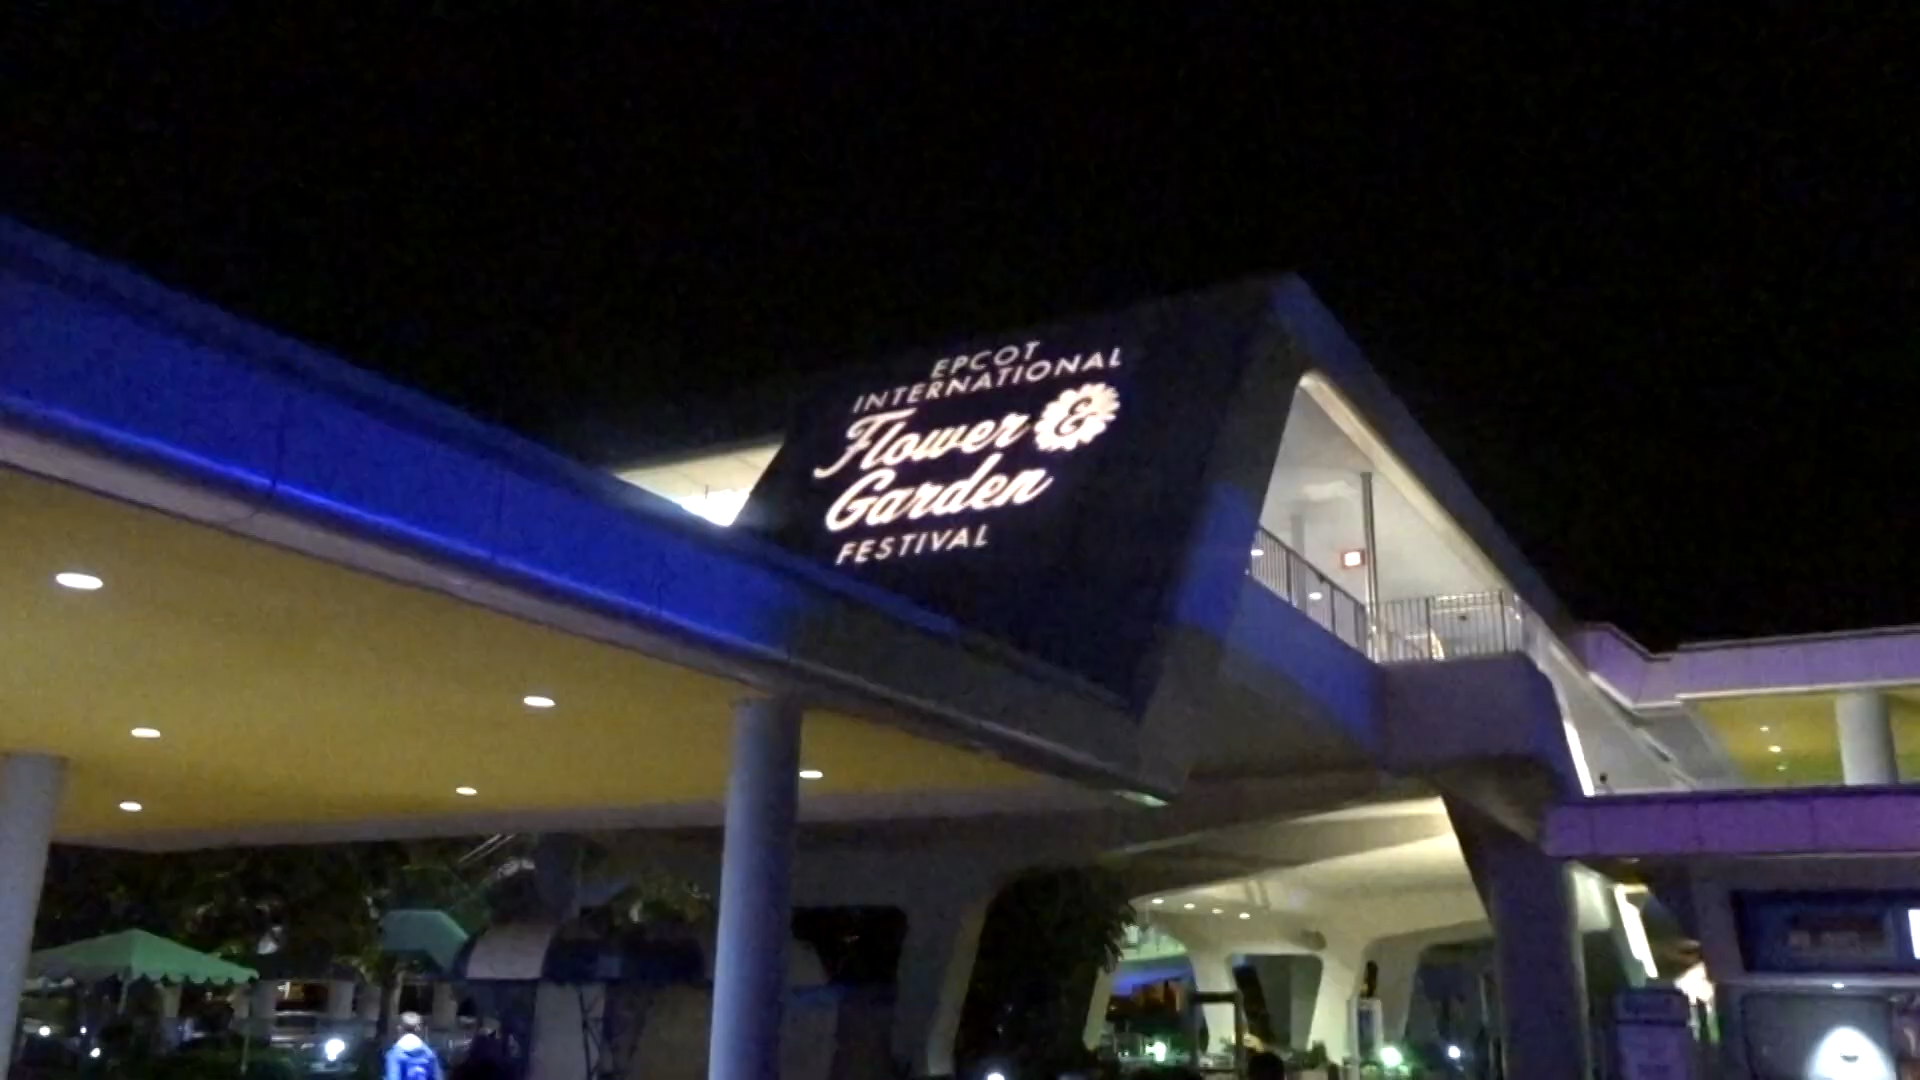 EPCOT
INTERNATIONAL
Flower &
Garden
FESTIVAL